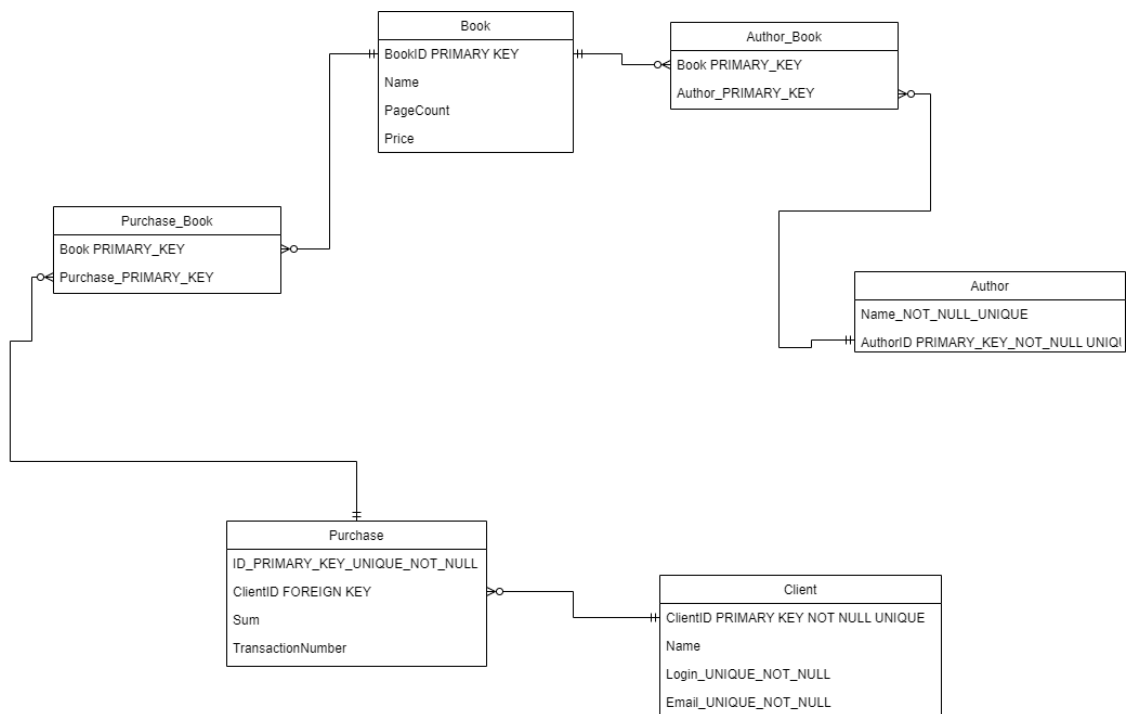 Book
BookID PRIMARY KEY
Name
PageCount
Price
Author_Book
Book PRIMARY_KEY
Author_PRIMARY_KEY
Purchase_Book
Book PRIMARY_KEY
Purchase_PRIMARY_KEY
Author
Name_NOT_NULL_UNIQUE
AuthorID PRIMARY_KEY_NOT_NULL UNIQU
Purchase
ID_PRIMARY_KEY_UNIQUE_NOT_NULL
ClientID FOREIGN KEY
Sum
TransactionNumber
Client
ClientID PRIMARY KEY NOT NULL UNIQUE
Name
Login_UNIQUE_NOT_NULL
Email_UNIQUE_NOT_NULL